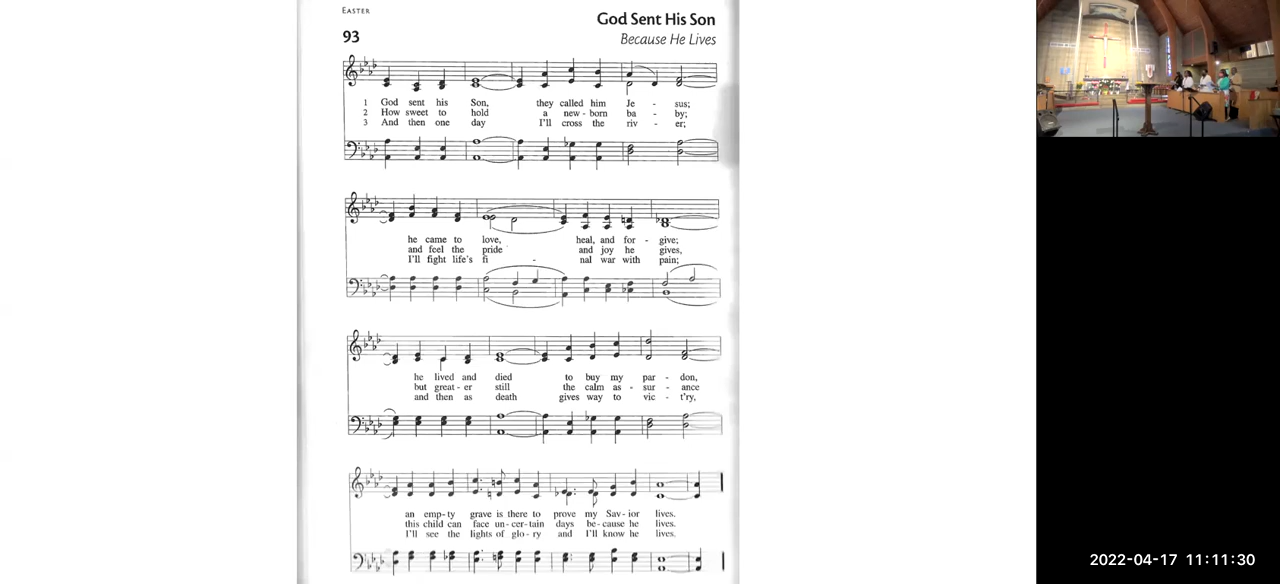 EASTER
God Sent His Son
93
Because He Lives
1 God sent his Son, they called him Je - sus;
2 How sweet to hold a new - born ba - by;
3 And then one day I'll cross the riv - er;
he came to love, heal, and for - give;
and feel the pride and joy he gives,
I'll fight life's fi - nal war with pain;
he lived and died to buy my par - don,
but great - er still the calm as - sur - ance
and then as death gives way to vic - t'ry,
an emp - ty grave is there to prove my Sav - ior lives.
this child can face un - cer - tain days be - cause he lives.
I'll see the lights of glo - ry and I'll know he lives.
2022-04-17 11:11:30